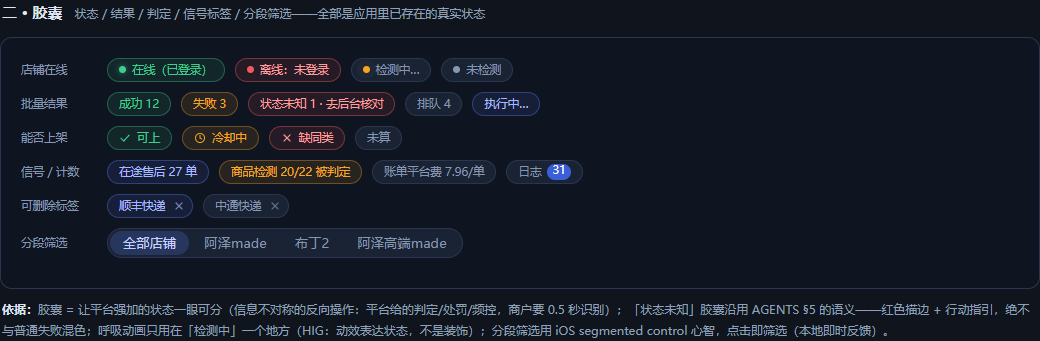 二·胶囊 状态 / 结果 / 判定 / 信号标签 / 分段筛选——全部是应用里已存在的真实状态
店铺在线 在线（已登录） 离线：未登录 检测中… 未检测
批量结果 成功 12 失败 3 状态未知 1 · 去后台核对 排队 4 执行中…
能否上架 可上 冷却中 缺同类 未算
信号 / 计数 在途售后 27 单 商品检测 20/22 被判定 账单平台费 7.96/单 日志 31
可删除标签 顺丰快递 × 中通快递 ×
分段筛选 全部店铺 阿泽made 布丁2 阿泽高端made
依据：胶囊 = 让平台强加的状态一眼可分（信息不对称的反向操作：平台给的判定/处罚/频控，商户要 0.5 秒识别）；「状态未知」胶囊沿用 AGENTS §5 的语义——红色描边 + 行动指引，绝不
与普通失败混色；呼吸动画只用在「检测中」一个地方（HIG：动效表达状态，不是装饰）；分段筛选用 iOS segmented control 心智，点击即筛选（本地即时反馈）。